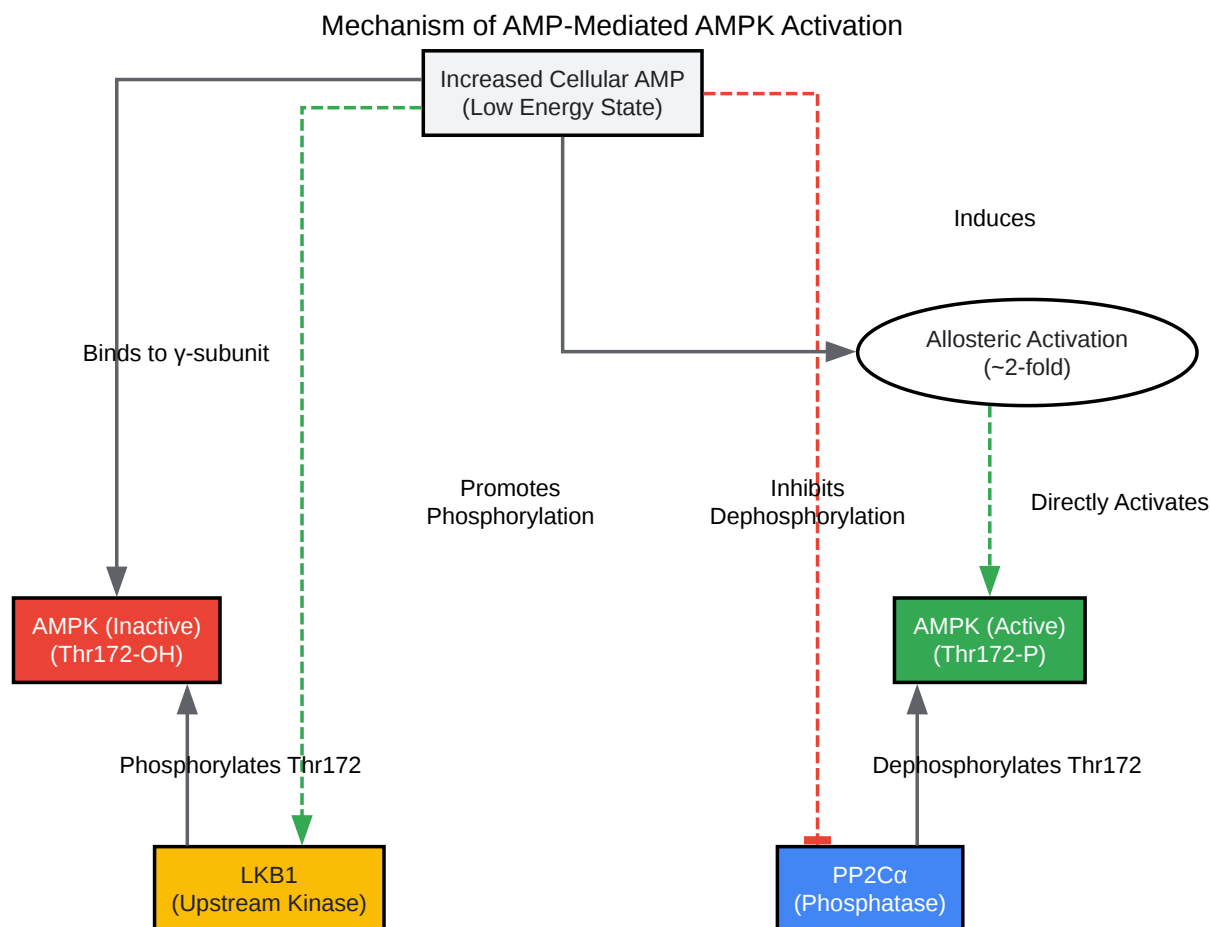 Mechanism of AMP-Mediated AMPK Activation
Increased Cellular AMP
(Low Energy State)
Induces
Binds to γ-subunit
Allosteric Activation
(~2-fold)
Promotes
Phosphorylation
Inhibits
Dephosphorylation
Directly Activates
AMPK (Inactive)
(Thr172-OH)
AMPK (Active)
(Thr172-P)
Phosphorylates Thr172
Dephosphorylates Thr172
LKB1
(Upstream Kinase)
PP2Cα
(Phosphatase)